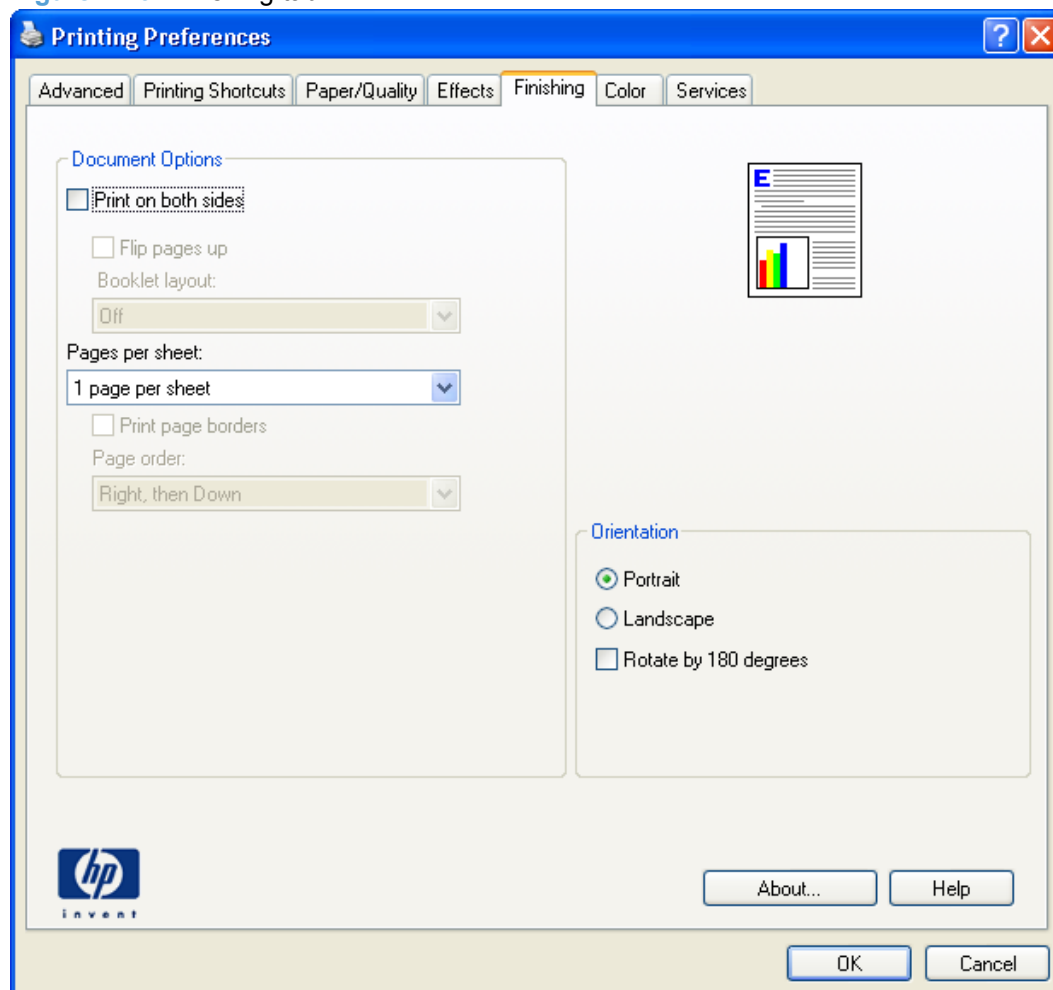 Printing Preferences
Advanced Printing Shortcuts Paper/Quality Effects Finishing Color Services
Document Options
Print on both sides
Flip pages up
Booklet layout:
Off
Pages per sheet:
1 page per sheet
Print page borders
Page order:
Right, then Down
E
Orientation
Portrait
Landscape
Rotate by 180 degrees
hp
invent
About... Help
OK Cancel